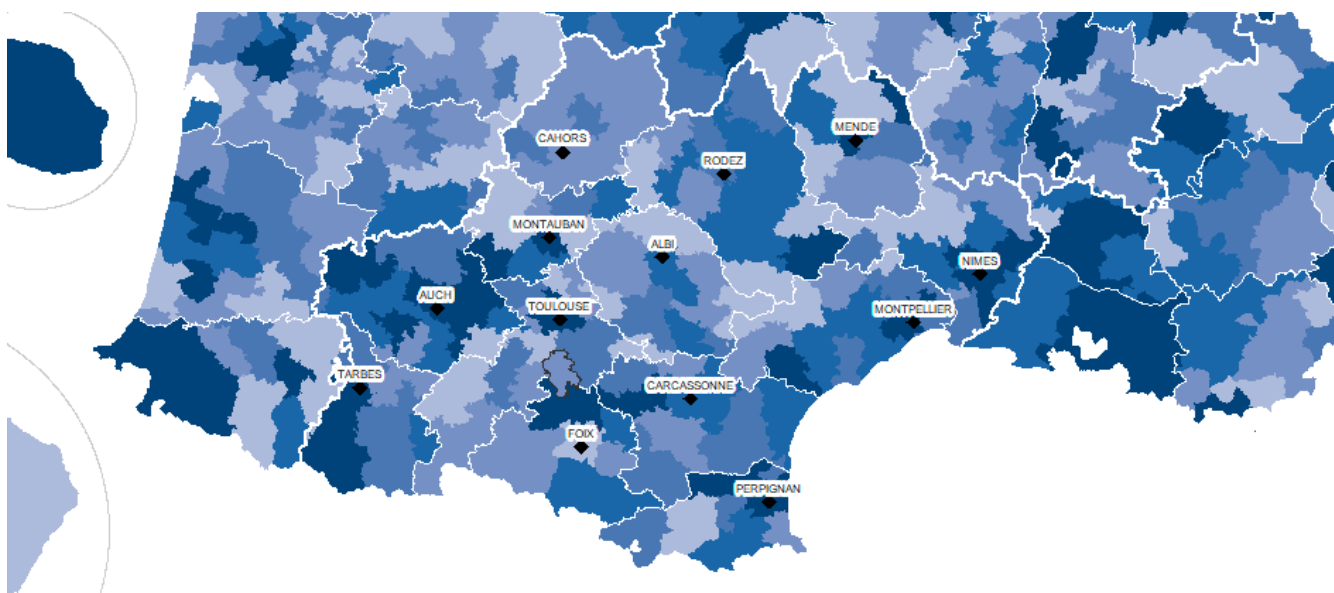 MENDE
CAHORS
RODEZ
MONTAUBAN
ALBI
NIMES
AUCH
TOULOUSE
MONTPELLIER
TARBES
CARCASSONNE
FOIX
PERPIGNAN